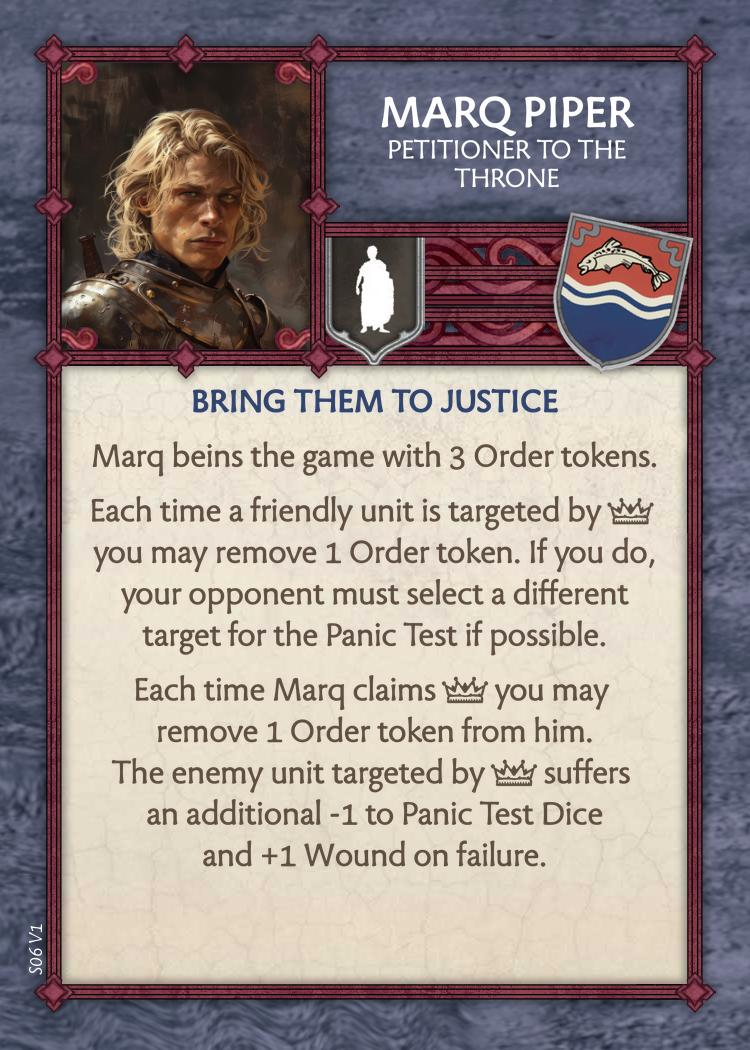 MARQ PIPER
PETITIONER TO THE
THRONE
BRING THEM TO JUSTICE
Marq beins the game with 3 Order tokens.
Each time a friendly unit is targeted by
you may remove 1 Order token. If you do,
your opponent must select a different
target for the Panic Test if possible.
Each time Marq claims you may
remove 1 Order token from him.
The enemy unit targeted by suffers
an additional -1 to Panic Test Dice
and +1 Wound on failure.
S06 V1